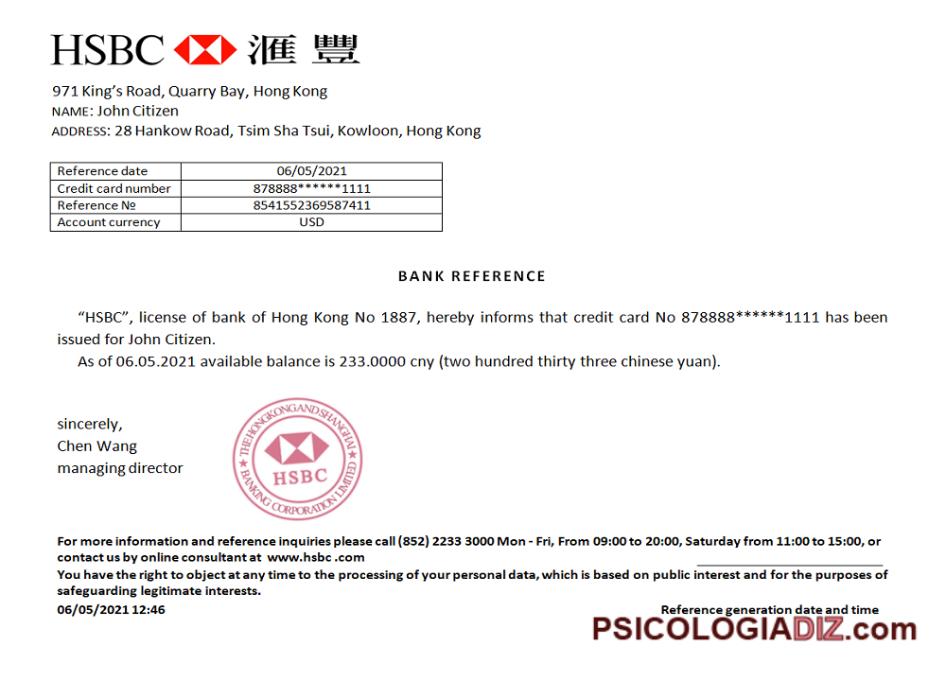 HSBC 滙豐
971 King's Road, Quarry Bay, Hong Kong
NAME: John Citizen
ADDRESS: 28 Hankow Road, Tsim Sha Tsui, Kowloon, Hong Kong
Reference date 06/05/2021
Credit card number 878888******1111
Reference № 8541552369587411
Account currency USD
BANK REFERENCE
“HSBC”, license of bank of Hong Kong No 1887, hereby informs that credit card No 878888******1111 has been
issued for John Citizen.
As of 06.05.2021 available balance is 233.0000 cny (two hundred thirty three chinese yuan).
sincerely,
Chen Wang
managing director
THE HONGKONG AND SHANGHAI
BANKING CORPORATION LIMITED
HSBC
For more information and reference inquiries please call (852) 2233 3000 Mon - Fri, From 09:00 to 20:00, Saturday from 11:00 to 15:00, or
contact us by online consultant at www.hsbc .com
You have the right to object at any time to the processing of your personal data, which is based on public interest and for the purposes of
safeguarding legitimate interests.
06/05/2021 12:46 Reference generation date and time
PSICOLOGIADIZ.com